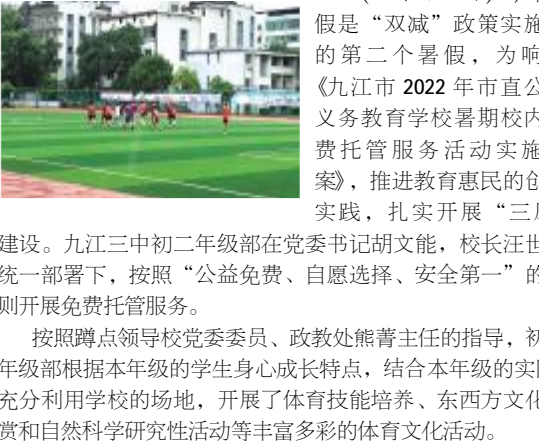 假是“双减”政策实施
的第二个暑假，为响
《九江市 2022 年市直公
义务教育学校暑期校内
费托管服务活动实施
案》，推进教育惠民的创
实践，扎实开展“三
建设。九江三中初二年级部在党委书记胡文能，校长汪世
统一部署下，按照“公益免费、自愿选择、安全第一”的
则开展免费托管服务。
按照蹲点领导校党委委员、政教处熊菁主任的指导，初
年级部根据本年级的学生身心成长特点，结合本年级的实际
充分利用学校的场地，开展了体育技能培养、东西方文化
赏和自然科学研究性活动等丰富多彩的体育文化活动。